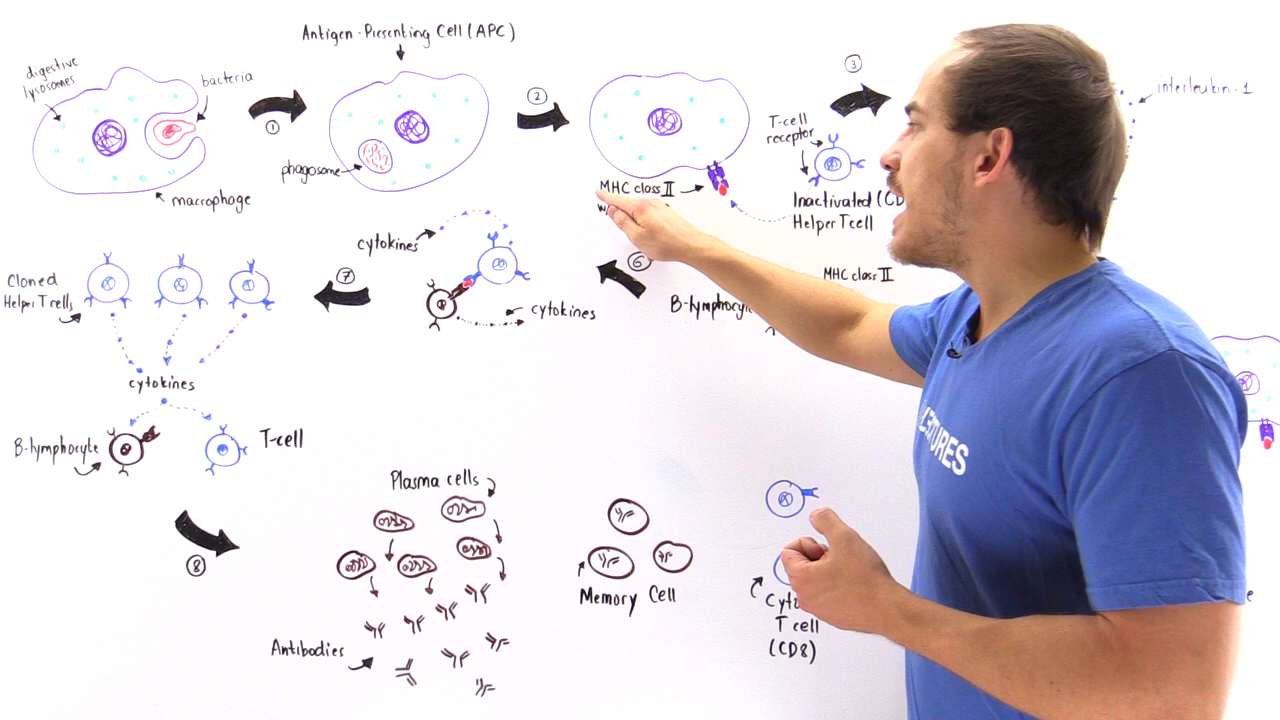 Antigen-Presenting Cell (APC)
digestive
lysosomes
bacteria
macrophage
1
phagosome
2
MHC class II
3
T-cell
receptor
Inactivated (CD
Helper T cell
interleukin-1
MHC class II
B-lymphocyte
6
cytokines
cytokines
7
Cloned
Helper T cells
cytokines
B-lymphocyte
T-cell
8
Plasma cells
Antibodies
Memory Cell
T cell
(CD8)
LECTURES